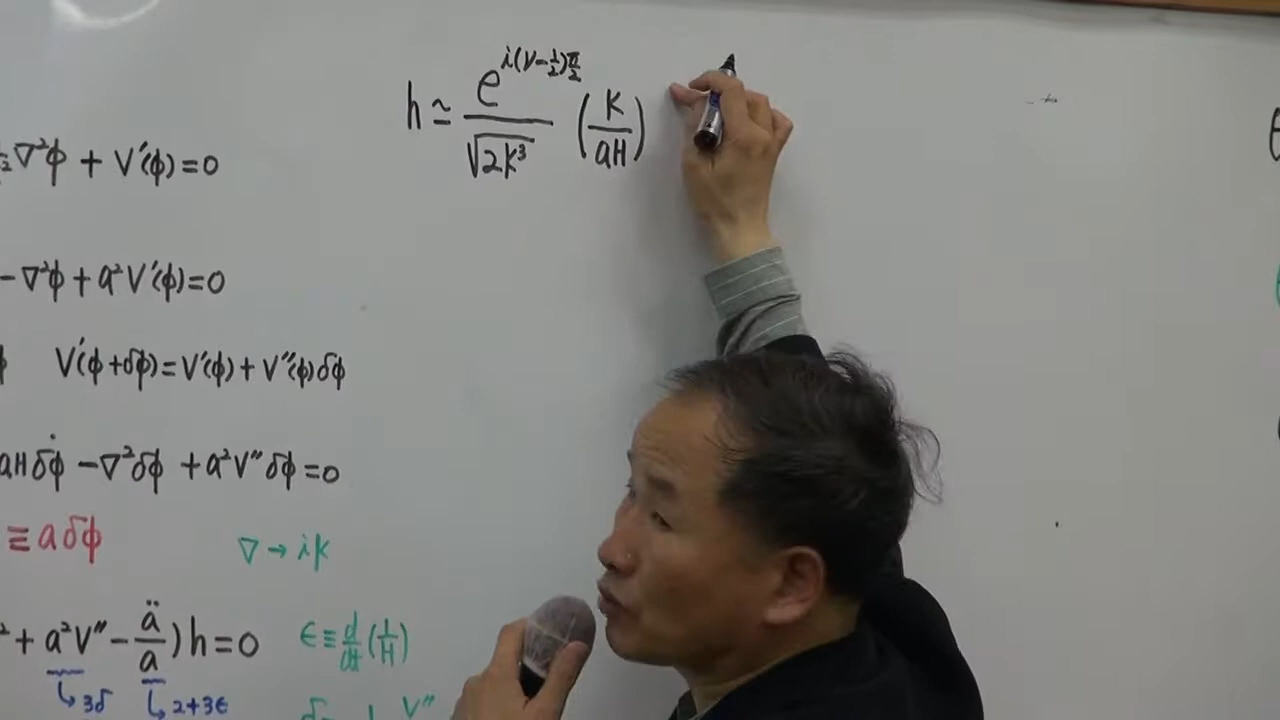 h ≃ e^{i(ν-1/2)π/2} / √(2k³) (k/aH)
∇²ϕ + V'(ϕ) = 0
-∇²ϕ + a²V'(ϕ) = 0
V'(ϕ+δϕ) = V'(ϕ) + V''(ϕ)δϕ
aHδϕ̇ - ∇²δϕ + a²V''δϕ = 0
≡ aδϕ ∇ → ik
+ a²V'' - ä/a ) h = 0 ϵ ≡ d/dt (1/H)
↳ 3δ ↳ 2+3ϵ V''